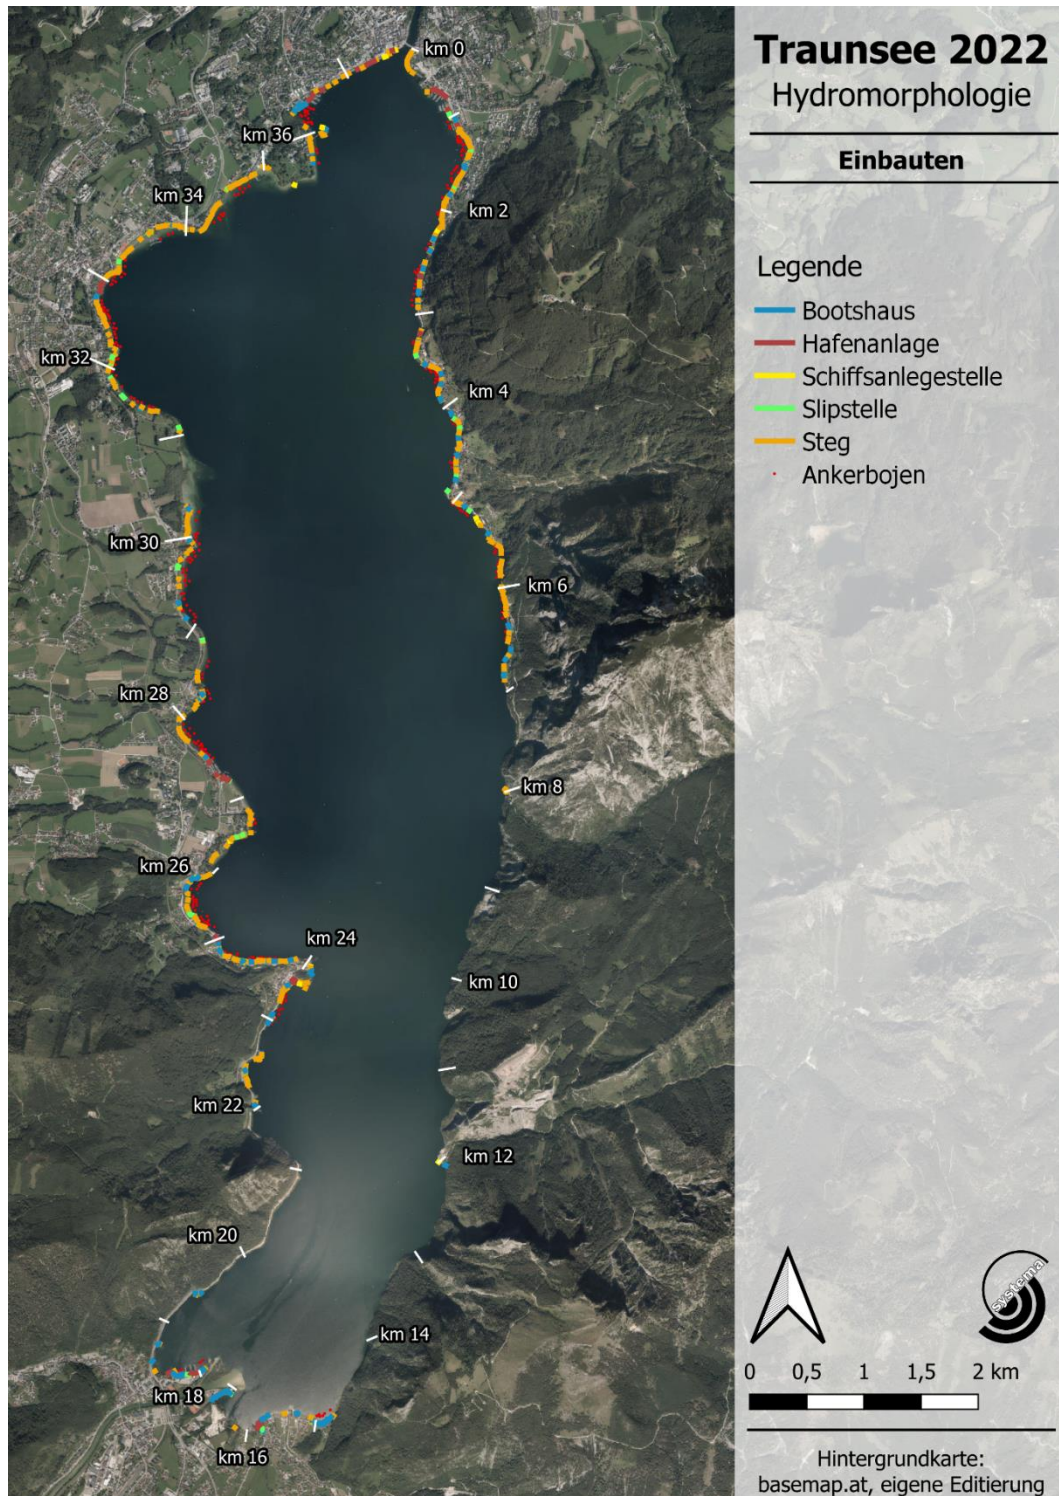 Traunsee 2022
Hydromorphologie
Einbauten
Legende
Bootshaus
Hafenanlage
Schiffsanlegestelle
Slipstelle
Steg
Ankerbojen
km 0
km 36
km 34
km 2
km 32
km 4
km 30
km 6
km 28
km 8
km 26
km 24
km 10
km 22
km 12
km 20
km 14
km 18
km 16
systema
0 0,5 1 1,5 2 km
Hintergrundkarte:
basemap.at, eigene Editierung